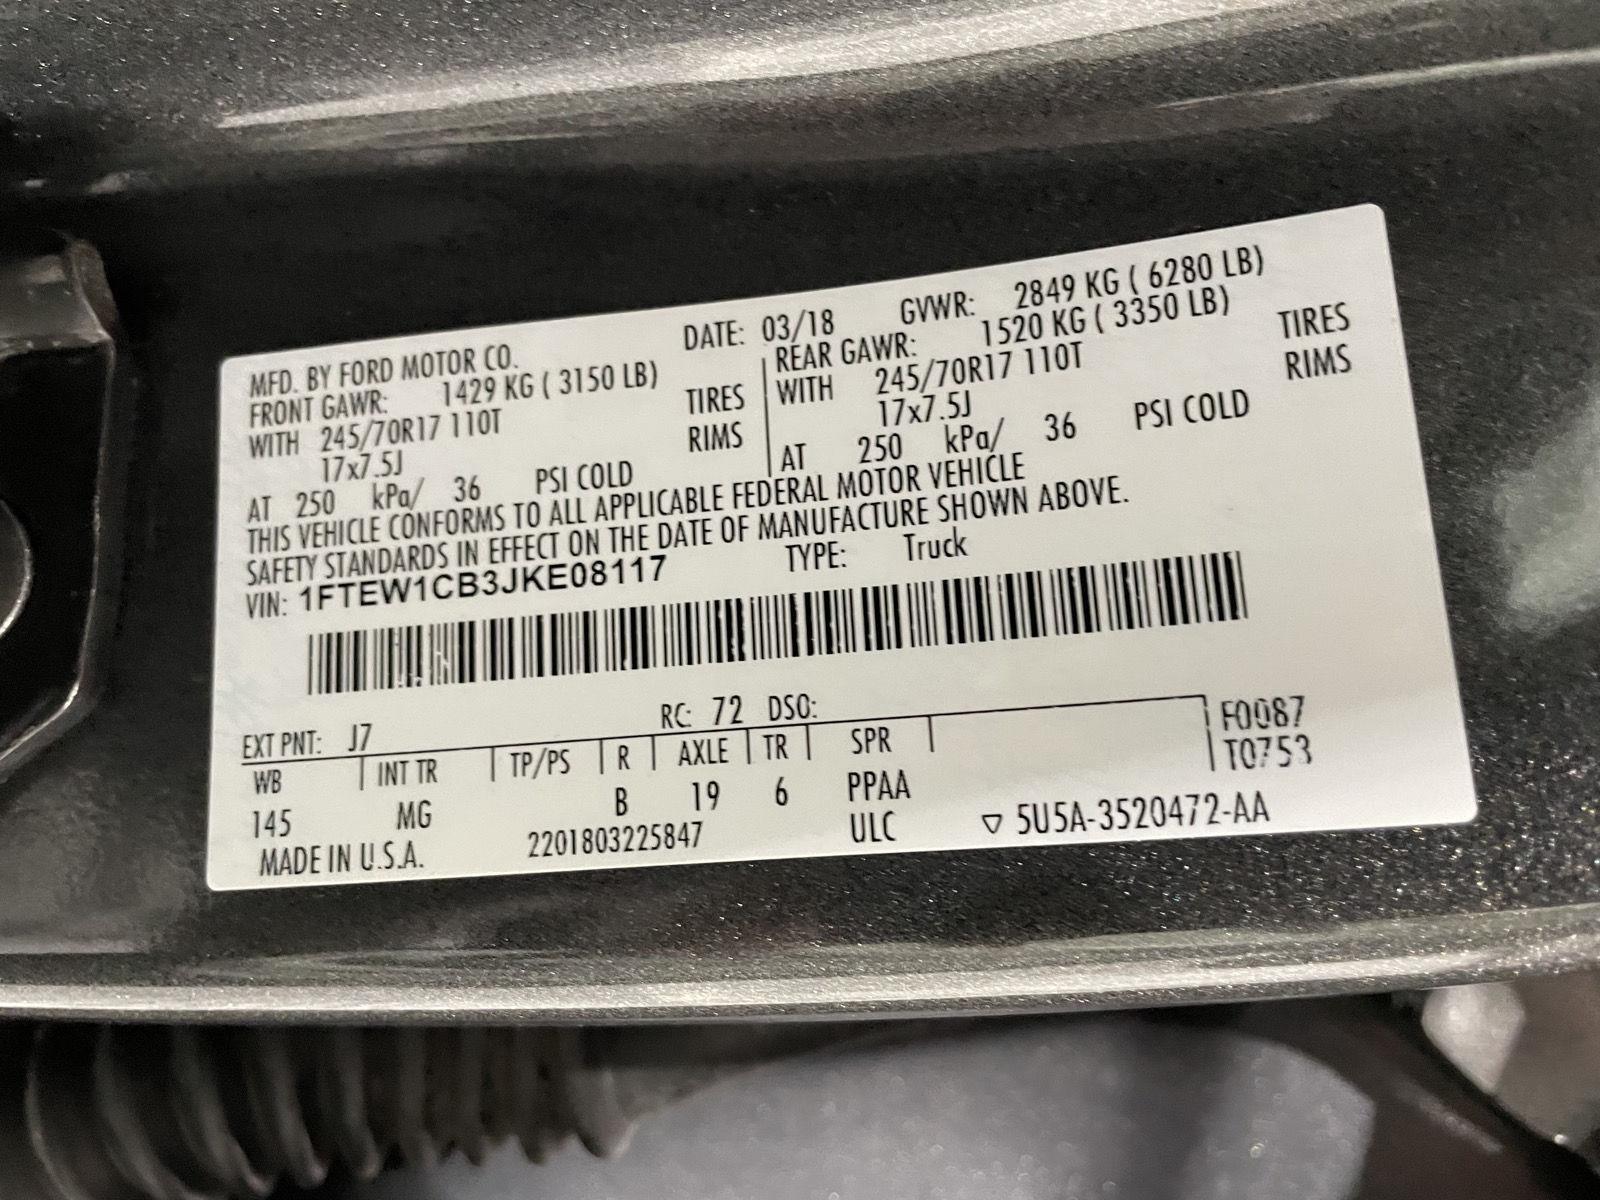 MFD. BY FORD MOTOR CO. DATE: 03/18 GVWR: 2849 KG ( 6280 LB)
FRONT GAWR: 1429 KG ( 3150 LB) REAR GAWR: 1520 KG ( 3350 LB)
WITH 245/70R17 110T TIRES WITH 245/70R17 110T TIRES
17x7.5J RIMS 17x7.5J RIMS
AT 250 kPa/ 36 PSI COLD AT 250 kPa/ 36 PSI COLD
THIS VEHICLE CONFORMS TO ALL APPLICABLE FEDERAL MOTOR VEHICLE
SAFETY STANDARDS IN EFFECT ON THE DATE OF MANUFACTURE SHOWN ABOVE.
VIN: 1FTEW1CB3JKE08117 TYPE: Truck
EXT PNT: J7 RC: 72 DSO: F0087
WB INT TR TP/PS R AXLE TR SPR T0753
145 MG B 19 6 PPAA
MADE IN U.S.A. 2201803225847 ULC ▽ 5U5A-3520472-AA